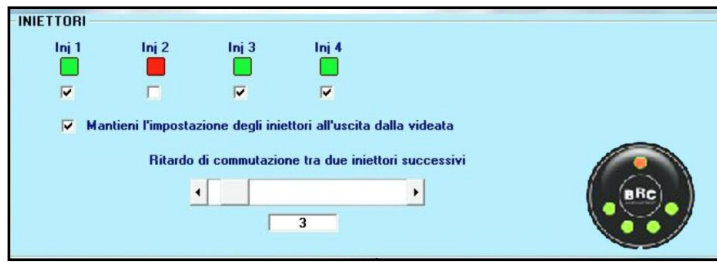 INIETTORI
Inj 1 Inj 2 Inj 3 Inj 4
Mantieni l'impostazione degli iniettori all'uscita dalla videata
Ritardo di commutazione tra due iniettori successivi
3
BRC